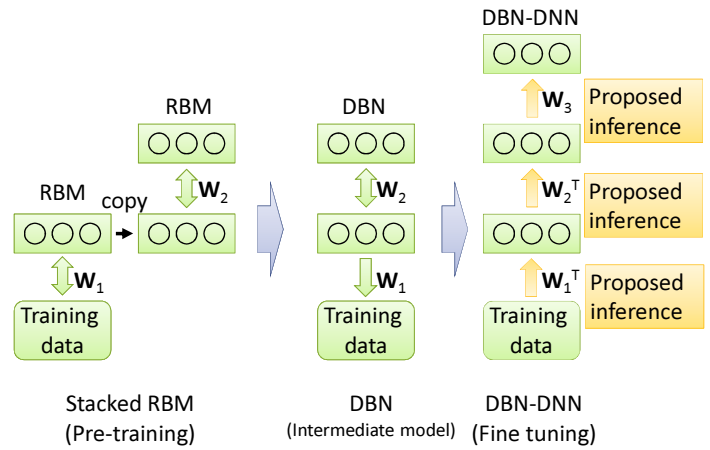 RBM
copy
W1
Training
data
RBM
W2
Stacked RBM
(Pre-training)
DBN
W2
W1
Training
data
DBN
(Intermediate model)
DBN-DNN
W3
Proposed
inference
W2T
Proposed
inference
W1T
Proposed
inference
Training
data
DBN-DNN
(Fine tuning)